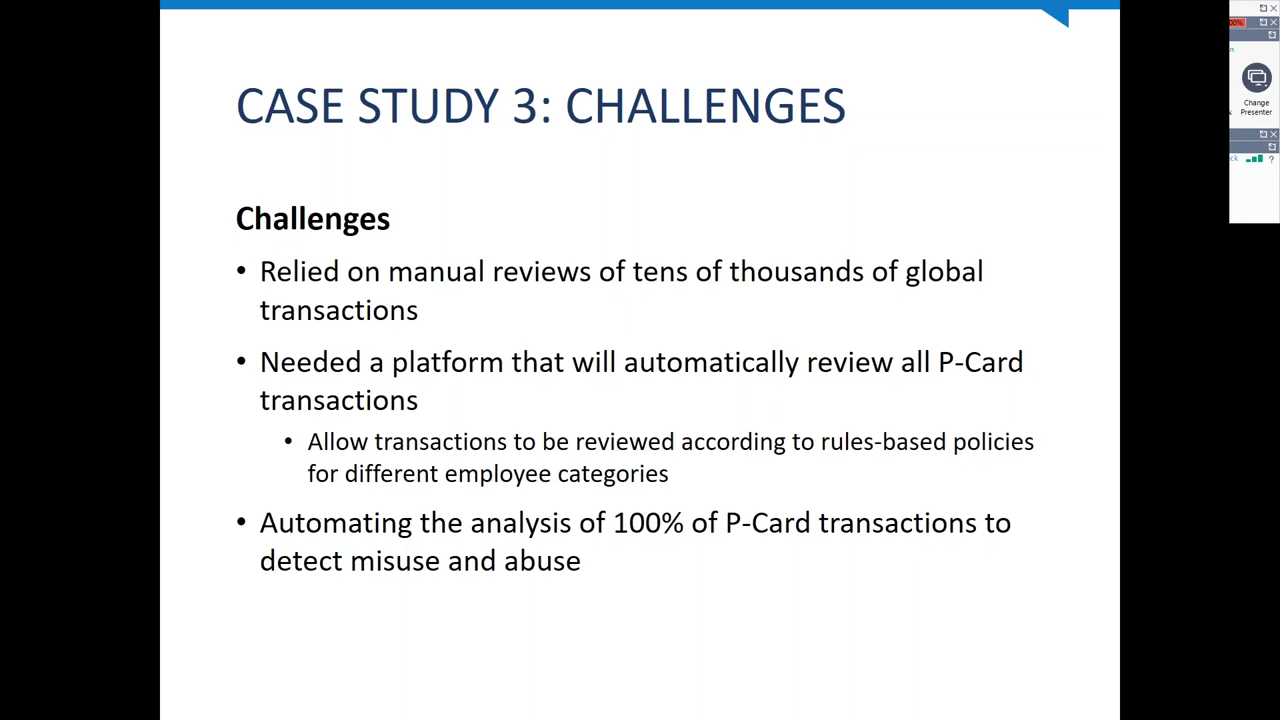 CASE STUDY 3: CHALLENGES
Challenges
• Relied on manual reviews of tens of thousands of global
transactions
• Needed a platform that will automatically review all P-Card
transactions
• Allow transactions to be reviewed according to rules-based policies
for different employee categories
• Automating the analysis of 100% of P-Card transactions to
detect misuse and abuse
Change
Presenter
?